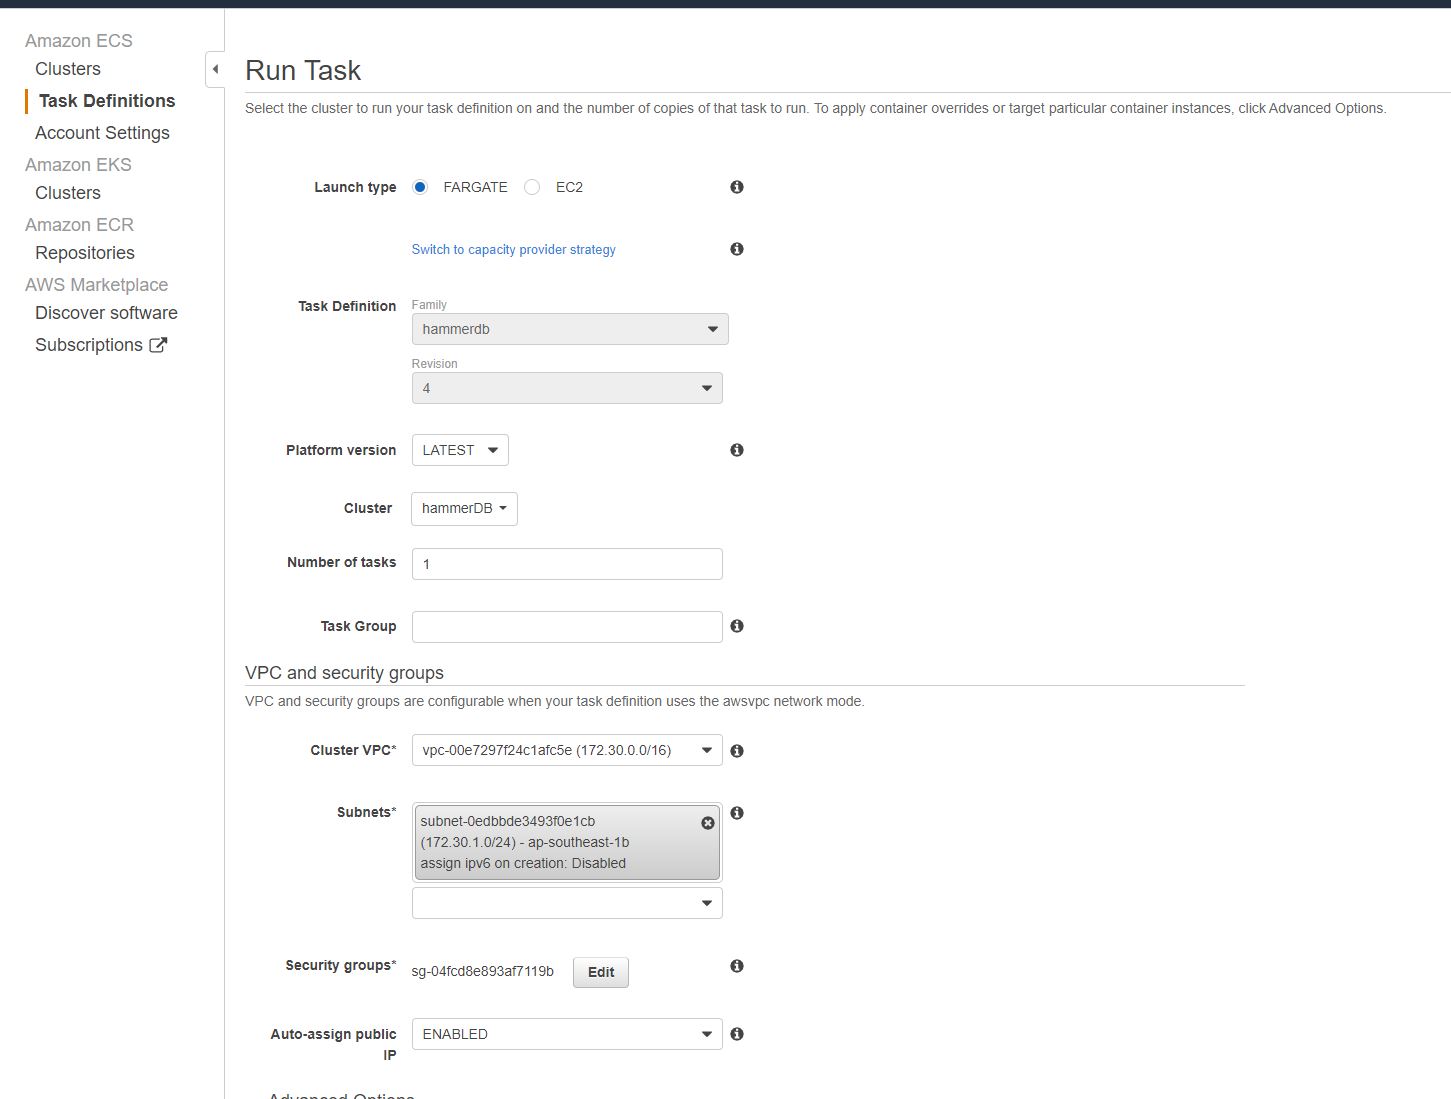 Amazon ECS
Clusters
Task Definitions
Account Settings
Amazon EKS
Clusters
Amazon ECR
Repositories
AWS Marketplace
Discover software
Subscriptions
Run Task
Select the cluster to run your task definition on and the number of copies of that task to run. To apply container overrides or target particular container instances, click Advanced Options.
Launch type FARGATE EC2
Switch to capacity provider strategy
Task Definition Family
hammerdb
Revision
4
Platform version LATEST
Cluster hammerDB
Number of tasks 1
Task Group
VPC and security groups
VPC and security groups are configurable when your task definition uses the awsvpc network mode.
Cluster VPC* vpc-00e7297f24c1afc5e (172.30.0.0/16)
Subnets* subnet-0edbbde3493f0e1cb
(172.30.1.0/24) - ap-southeast-1b
assign ipv6 on creation: Disabled
Security groups* sg-04fcd8e893af7119b Edit
Auto-assign public ENABLED
IP
Advanced Options